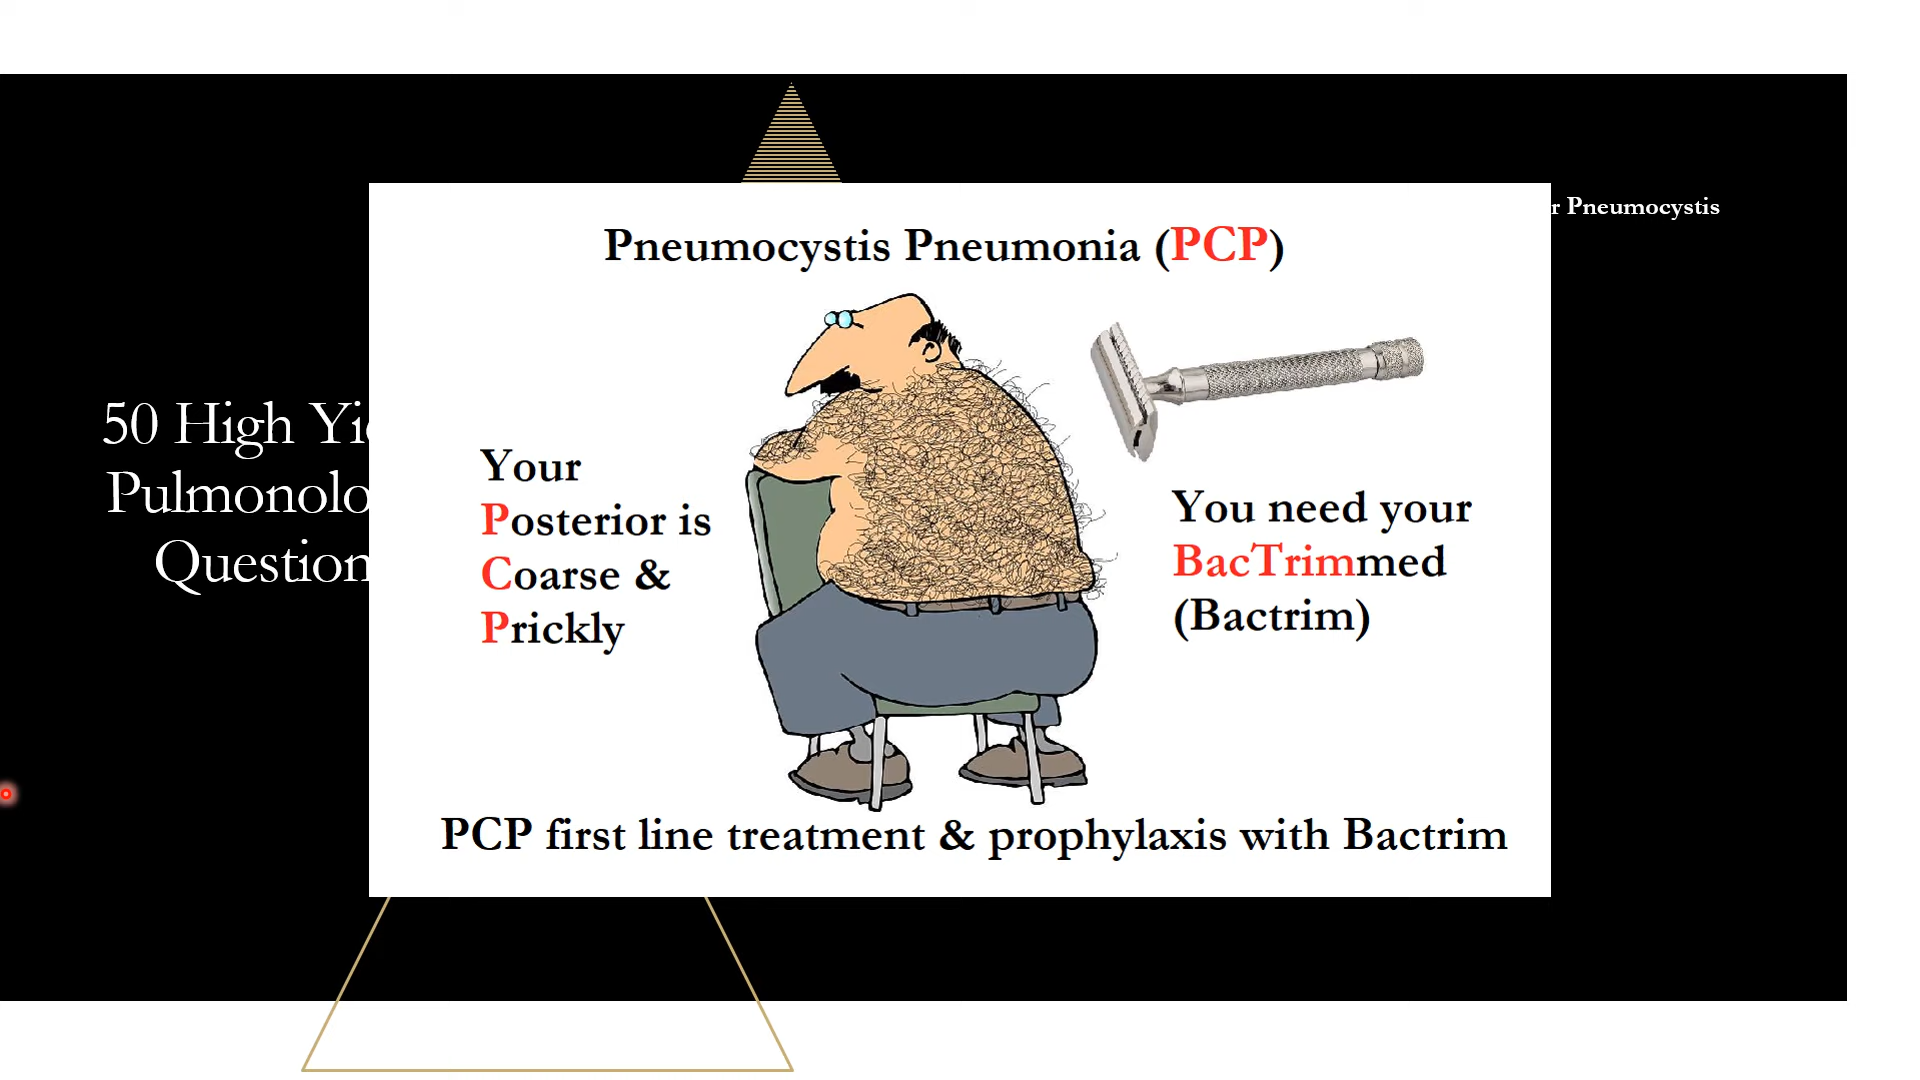 r Pneumocystis
Pneumocystis Pneumonia (PCP)
50 High Yi
Pulmonolo
Question
Your
Posterior is
Coarse &
Prickly
You need your
BacTrimmed
(Bactrim)
PCP first line treatment & prophylaxis with Bactrim